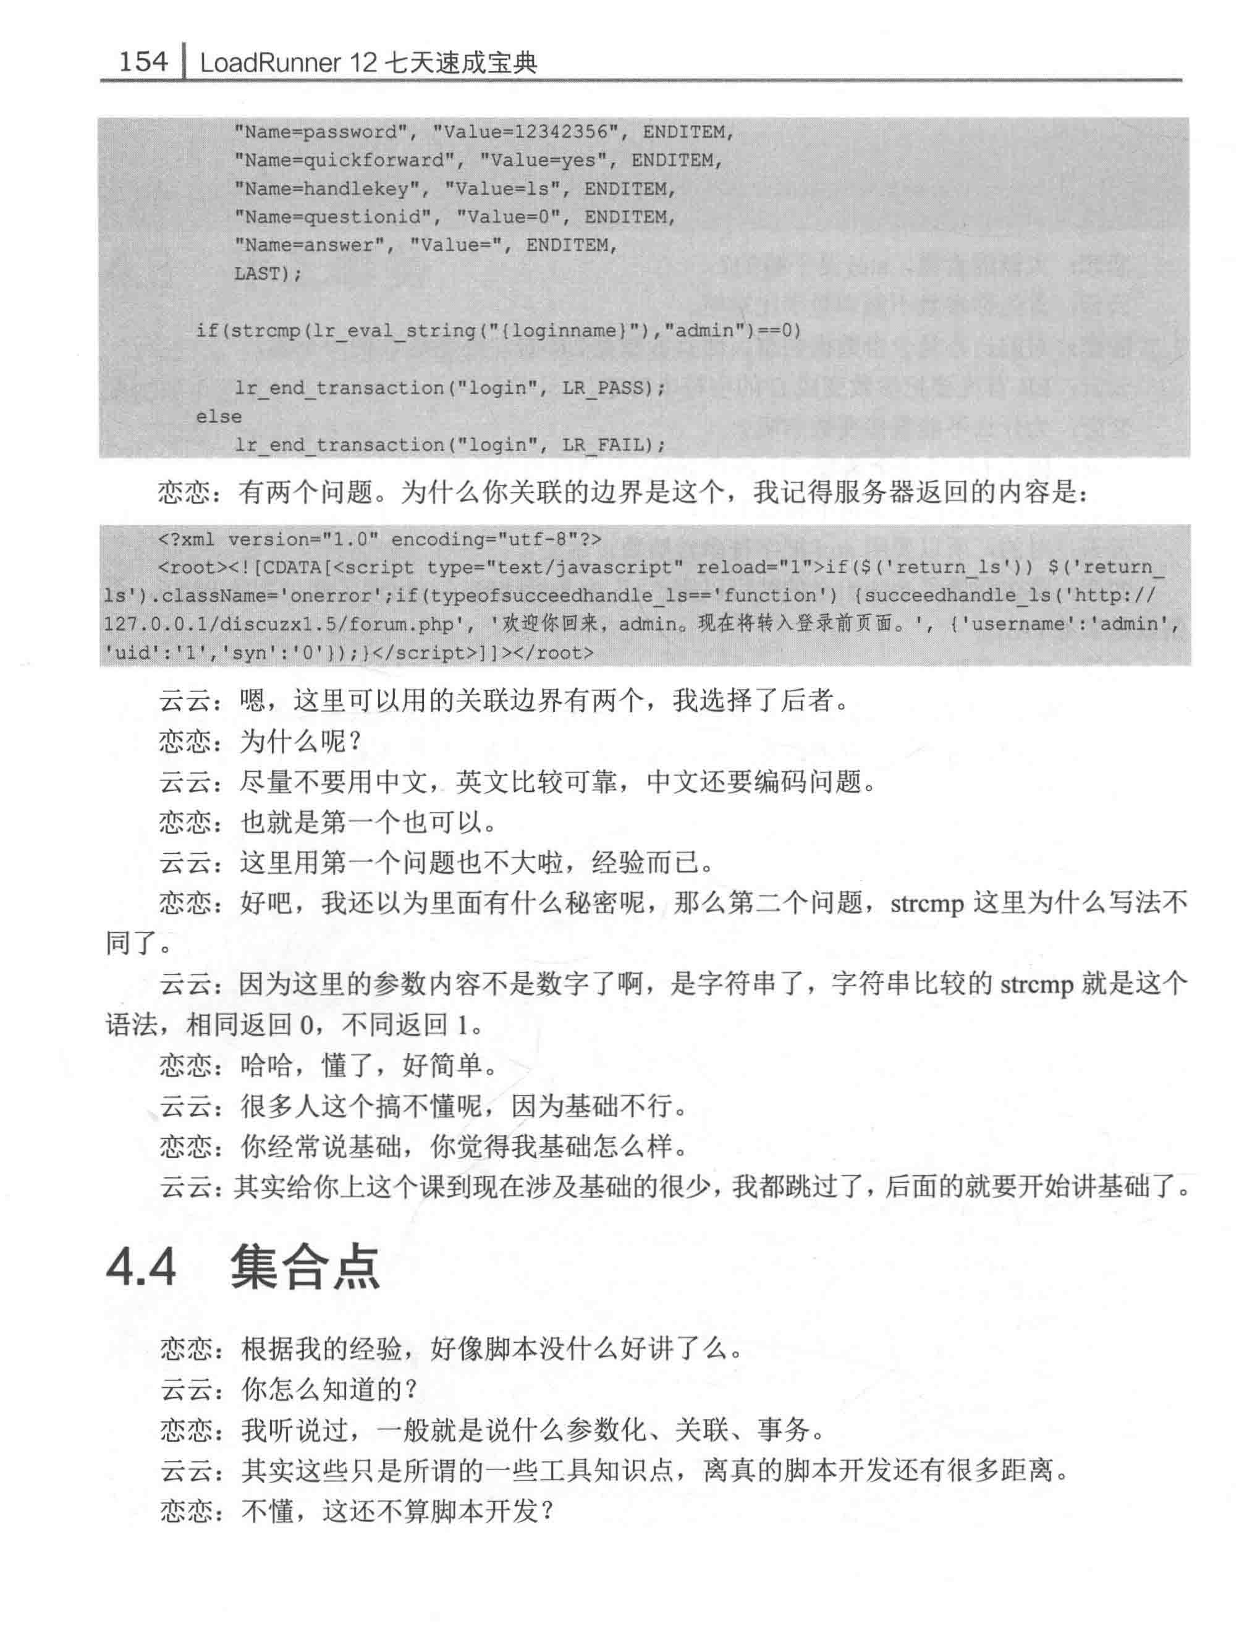 154 LoadRunner 12 七天速成宝典
"Name=password", "Value=12342356", ENDITEM,
"Name=quickforward", "Value=yes", ENDITEM,
"Name=handlekey", "Value=ls", ENDITEM,
"Name=questionid", "Value=0", ENDITEM,
"Name=answer", "Value=", ENDITEM,
LAST);
if(strcmp(lr_eval_string("{loginname}"),"admin")==0)
lr_end_transaction("login", LR_PASS);
else
lr_end_transaction("login", LR_FAIL);
恋恋：有两个问题。为什么你关联的边界是这个，我记得服务器返回的内容是：
<?xml version="1.0" encoding="utf-8"?>
<root><![CDATA[<script type="text/javascript" reload="1">if($('return_ls')) $('return_
ls').className='onerror';if(typeofsucceedhandle_ls=='function') {succeedhandle_ls('http://
127.0.0.1/discuzx1.5/forum.php', '欢迎你回来，admin。现在将转入登录前页面。', {'username':'admin',
'uid':'1','syn':'0'});}</script>]]></root>
云云：嗯，这里可以用的关联边界有两个，我选择了后者。
恋恋：为什么呢？
云云：尽量不要用中文，英文比较可靠，中文还要编码问题。
恋恋：也就是第一个也可以。
云云：这里用第一个问题也不大啦，经验而已。
恋恋：好吧，我还以为里面有什么秘密呢，那么第二个问题，strcmp 这里为什么写法不
同了。
云云：因为这里的参数内容不是数字了啊，是字符串了，字符串比较的 strcmp 就是这个
语法，相同返回 0，不同返回 1。
恋恋：哈哈，懂了，好简单。
云云：很多人这个搞不懂呢，因为基础不行。
恋恋：你经常说基础，你觉得我基础怎么样。
云云：其实给你上这个课到现在涉及基础的很少，我都跳过了，后面的就要开始讲基础了。
4.4 集合点
恋恋：根据我的经验，好像脚本没什么好讲了么。
云云：你怎么知道的？
恋恋：我听说过，一般就是说什么参数化、关联、事务。
云云：其实这些只是所谓的一些工具知识点，离真的脚本开发还有很多距离。
恋恋：不懂，这还不算脚本开发？